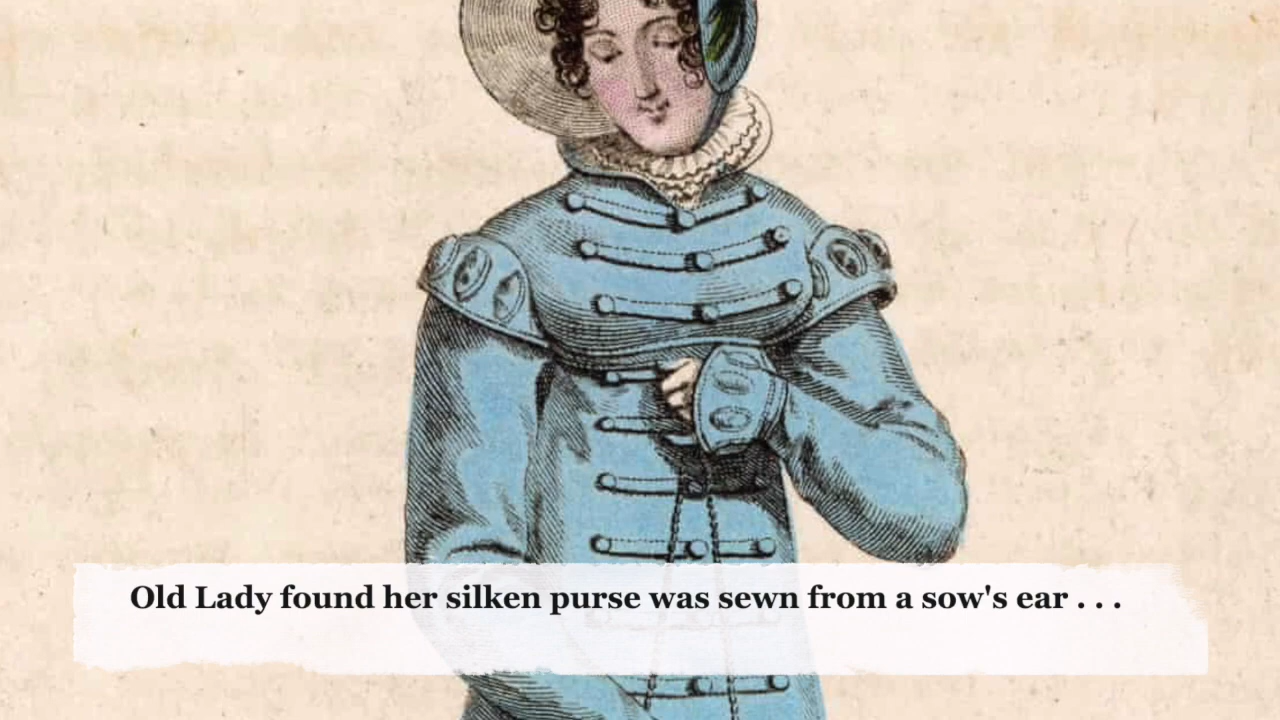 Old Lady found her silken purse was sewn from a sow's ear . . .